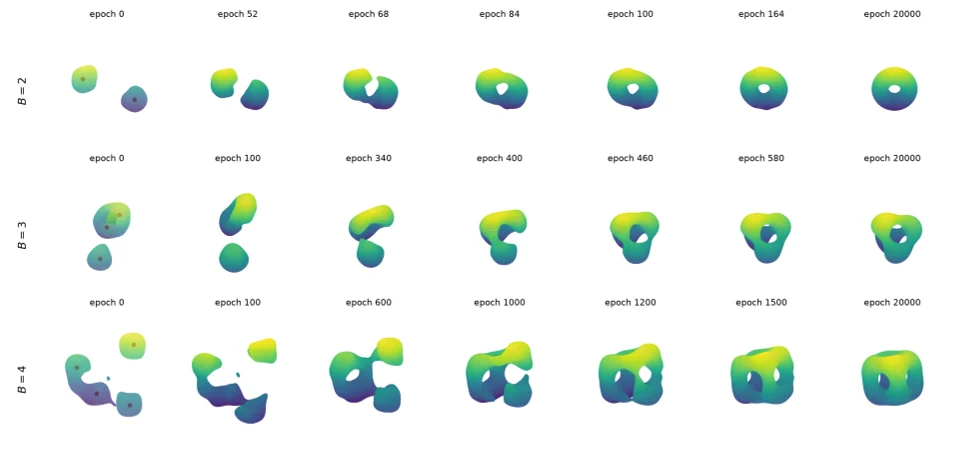 epoch 0 epoch 52 epoch 68 epoch 84 epoch 100 epoch 164 epoch 20000
B = 2
epoch 0 epoch 100 epoch 340 epoch 400 epoch 460 epoch 580 epoch 20000
B = 3
epoch 0 epoch 100 epoch 600 epoch 1000 epoch 1200 epoch 1500 epoch 20000
B = 4